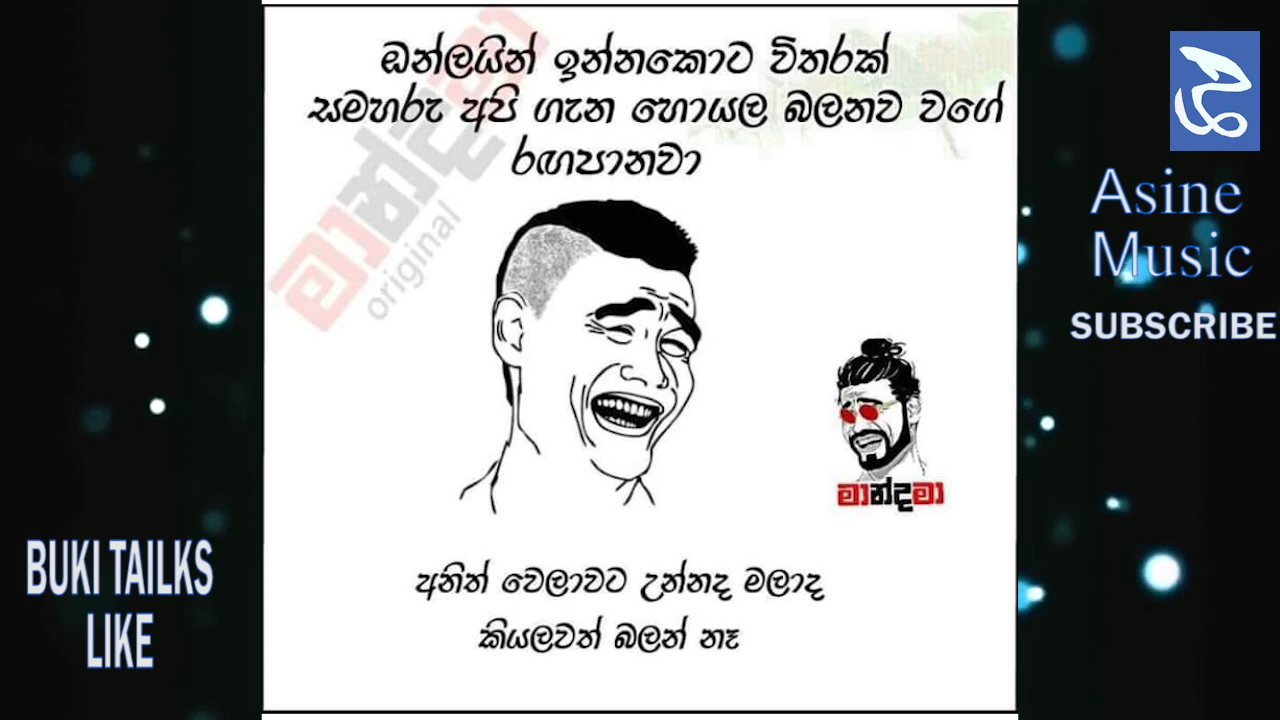 ඔන්ලයින් ඉන්නකොට විතරක්
සමහරු අපි ගැන හොයල බලනව වගේ
රඟපානවා
මාන්දමා
original
මාන්දමා
අනිත් වෙලාවට උන්නද මලාද
කියලවත් බලන් නෑ
Asine
Music
SUBSCRIBE
BUKI TAILKS
LIKE